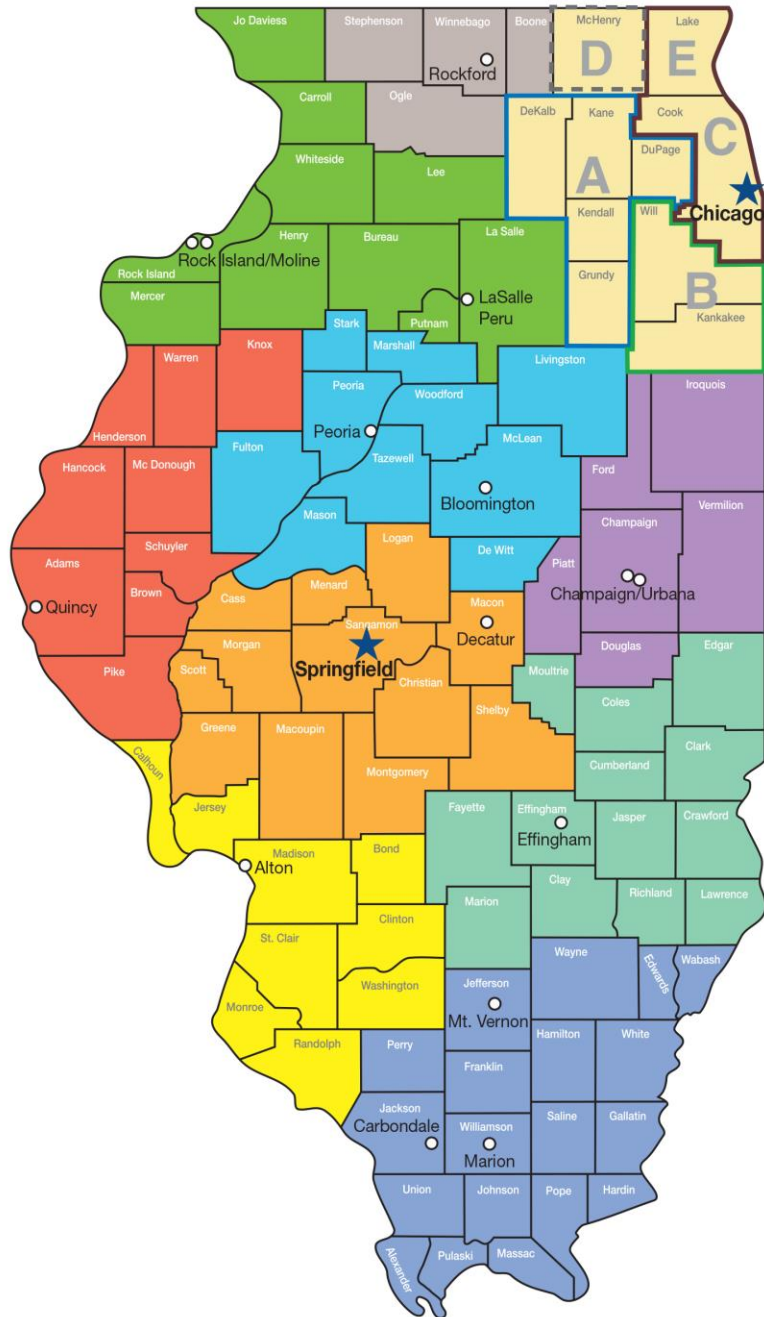 Jo Daviess
Stephenson
Winnebago
Boone
McHenry
Lake
D
E
Rockford
Carroll
Ogle
DeKalb
Kane
Cook
C
DuPage
Whiteside
Lee
A
Chicago
Kendall
Will
Henry
Bureau
La Salle
Rock Island/Moline
Rock Island
Grundy
B
Mercer
LaSalle
Peru
Putnam
Kankakee
Stark
Marshall
Knox
Warren
Livingston
Henderson
Peoria
Woodford
Iroquois
Peoria
McLean
Fulton
Tazewell
Hancock
Mc Donough
Ford
Bloomington
Vermilion
Mason
Champaign
Logan
Schuyler
De Witt
Adams
Piatt
Champaign/Urbana
Menard
Cass
Macon
Quincy
Brown
Sangamon
Decatur
Morgan
Douglas
Edgar
Springfield
Moultrie
Pike
Scott
Christian
Coles
Shelby
Greene
Macoupin
Clark
Calhoun
Cumberland
Montgomery
Jersey
Fayette
Effingham
Jasper
Crawford
Effingham
Madison
Bond
Alton
Clay
Richland
Lawrence
Marion
Clinton
St. Clair
Wayne
Edwards
Wabash
Washington
Jefferson
Monroe
Mt. Vernon
Randolph
Perry
Hamilton
White
Franklin
Jackson
Carbondale
Williamson
Marion
Saline
Gallatin
Union
Johnson
Pope
Hardin
Alexander
Pulaski
Massac